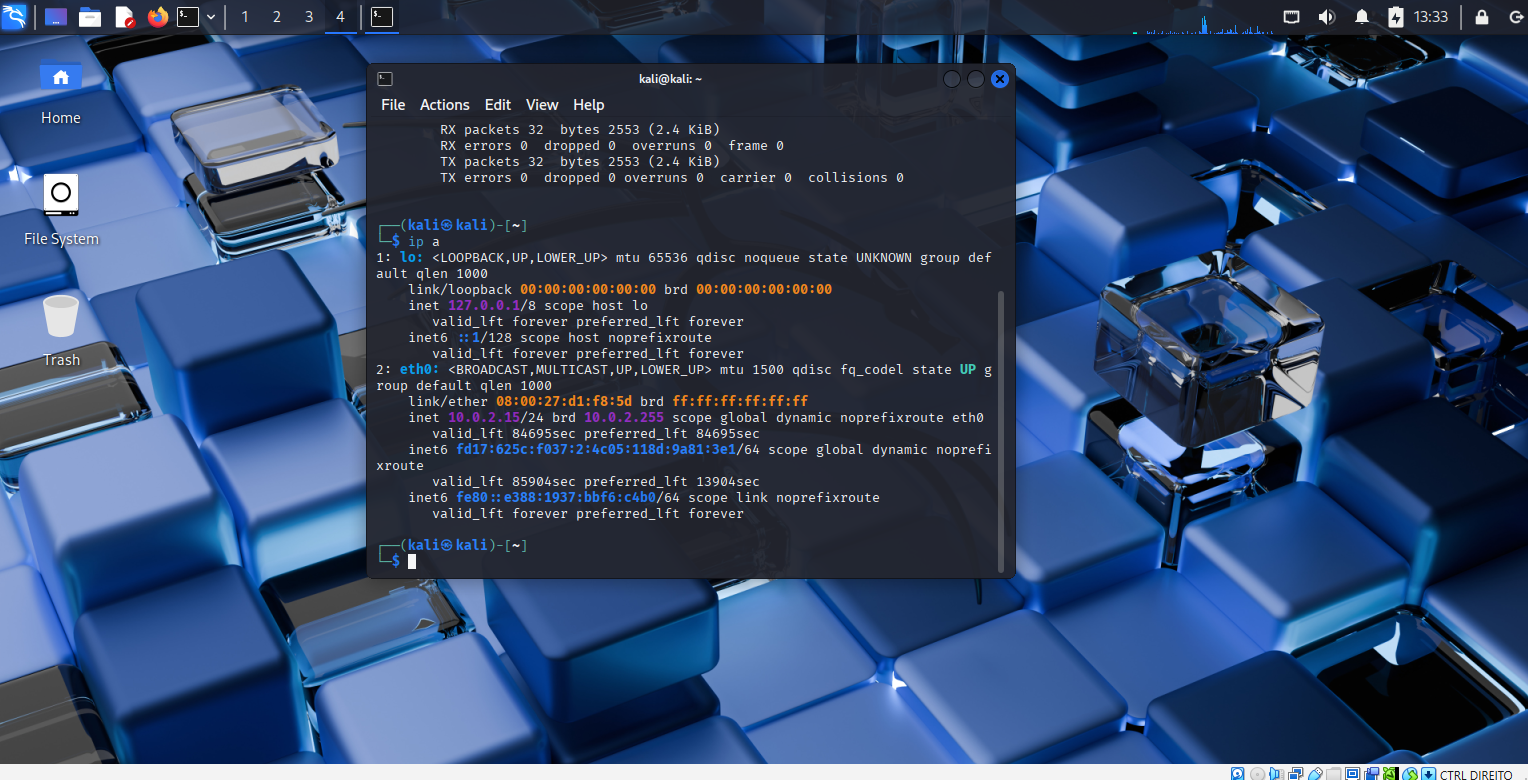 1 2 3 4
13:33
Home
File System
Trash
kali@kali: ~
File Actions Edit View Help
RX packets 32  bytes 2553 (2.4 KiB)
RX errors 0  dropped 0  overruns 0  frame 0
TX packets 32  bytes 2553 (2.4 KiB)
TX errors 0  dropped 0 overruns 0  carrier 0  collisions 0
┌──(kali㉿kali)-[~]
└─$ ip a
1: lo: <LOOPBACK,UP,LOWER_UP> mtu 65536 qdisc noqueue state UNKNOWN group def
ault qlen 1000
link/loopback 00:00:00:00:00:00 brd 00:00:00:00:00:00
inet 127.0.0.1/8 scope host lo
valid_lft forever preferred_lft forever
inet6 ::1/128 scope host noprefixroute
valid_lft forever preferred_lft forever
2: eth0: <BROADCAST,MULTICAST,UP,LOWER_UP> mtu 1500 qdisc fq_codel state UP g
roup default qlen 1000
link/ether 08:00:27:d1:f8:5d brd ff:ff:ff:ff:ff:ff
inet 10.0.2.15/24 brd 10.0.2.255 scope global dynamic noprefixroute eth0
valid_lft 84695sec preferred_lft 84695sec
inet6 fd17:625c:f037:2:4c05:118d:9a81:3e1/64 scope global dynamic noprefi
xroute
valid_lft 85904sec preferred_lft 13904sec
inet6 fe80::e388:1937:bbf6:c4b0/64 scope link noprefixroute
valid_lft forever preferred_lft forever
┌──(kali㉿kali)-[~]
└─$
CTRL DIREITO